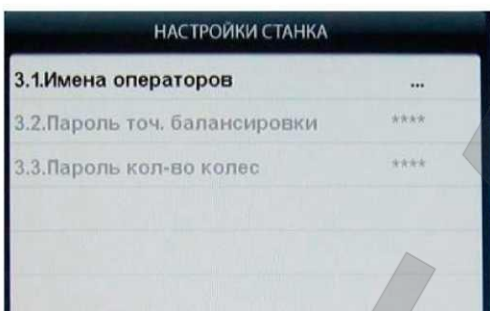 НАСТРОЙКИ СТАНКА
3.1.Имена операторов ...
3.2.Пароль точ. балансировки ****
3.3.Пароль кол-во колес ****